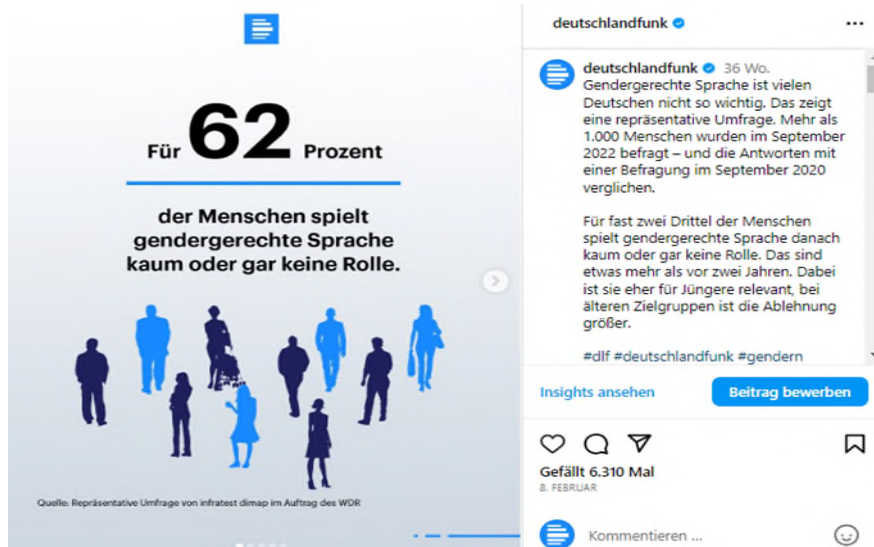 Für 62 Prozent
der Menschen spielt
gendergerechte Sprache
kaum oder gar keine Rolle.
Quelle: Repräsentative Umfrage von infratest dimap im Auftrag des WDR
deutschlandfunk
deutschlandfunk 36 Wo.
Gendergerechte Sprache ist vielen
Deutschen nicht so wichtig. Das zeigt
eine repräsentative Umfrage. Mehr als
1.000 Menschen wurden im September
2022 befragt – und die Antworten mit
einer Befragung im September 2020
verglichen.
Für fast zwei Drittel der Menschen
spielt gendergerechte Sprache danach
kaum oder gar keine Rolle. Das sind
etwas mehr als vor zwei Jahren. Dabei
ist sie eher für Jüngere relevant, bei
älteren Zielgruppen ist die Ablehnung
größer.
#dlf #deutschlandfunk #gendern
Insights ansehen
Beitrag bewerben
Gefällt 6.310 Mal
8. FEBRUAR
Kommentieren ...